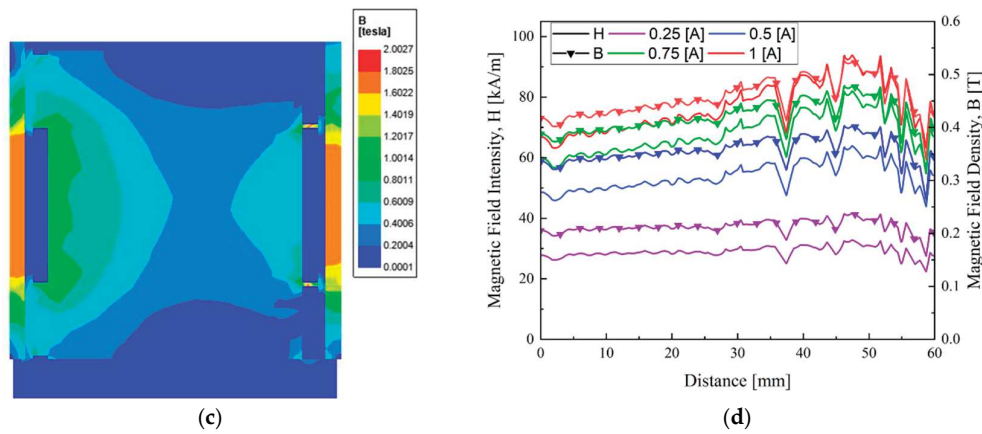 B
[tesla]
2.0027
1.8025
1.6022
1.4019
1.2017
1.0014
0.8011
0.6009
0.4006
0.2004
0.0001
(c)
H 0.25 [A] 0.5 [A]
B 0.75 [A] 1 [A]
Magnetic Field Intensity, H [kA/m]
100
80
60
40
20
0
Magnetic Field Density, B [T]
0.6
0.5
0.4
0.3
0.2
0.1
0.0
0 10 20 30 40 50 60
Distance [mm]
(d)